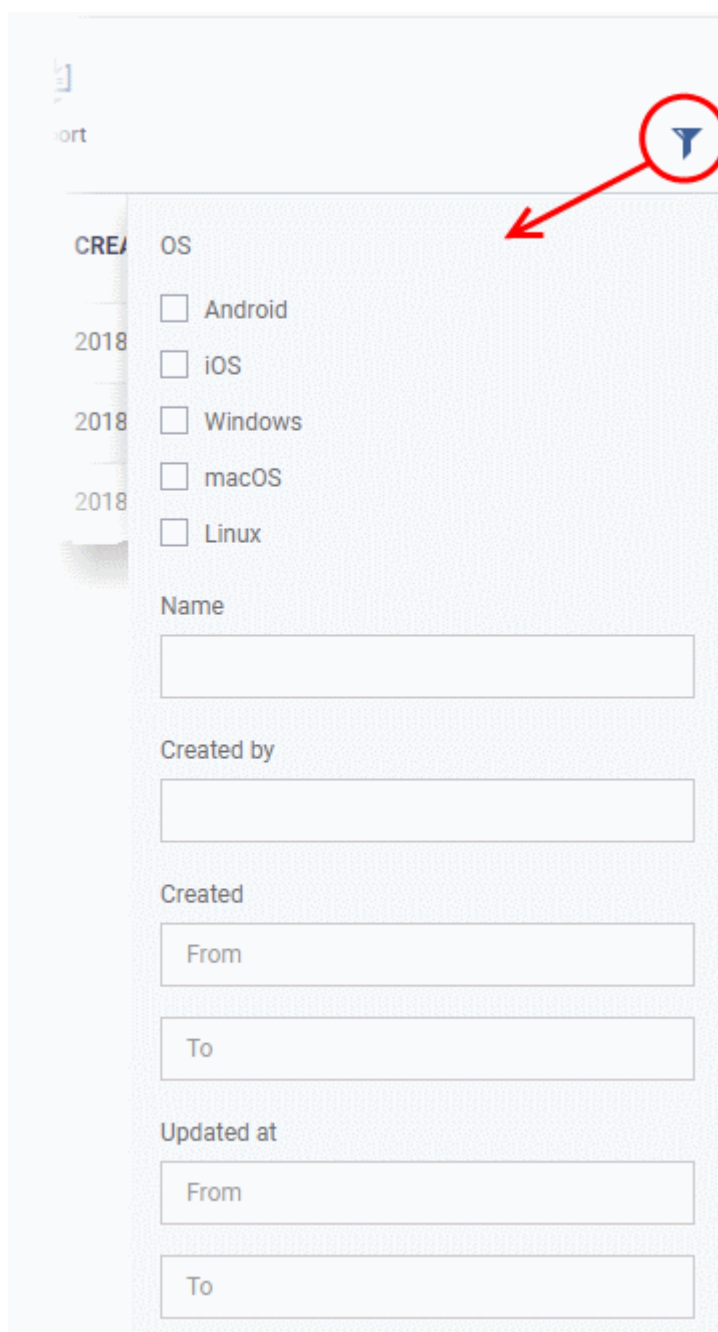 ort
CREA
OS
Android
2018
iOS
2018
Windows
macOS
2018
Linux
Name
Created by
Created
From
To
Updated at
From
To